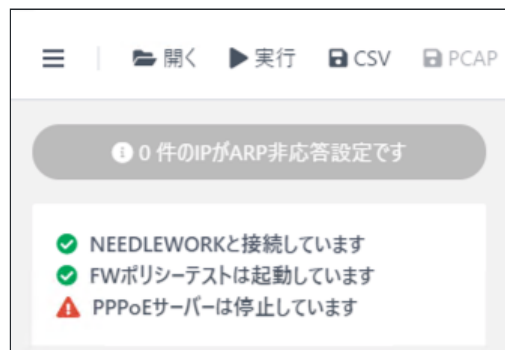 開く 実行 CSV PCAP
0 件のIPがARP非応答設定です
NEEDLEWORKと接続しています
FWポリシーテストは起動しています
PPPoEサーバーは停止しています